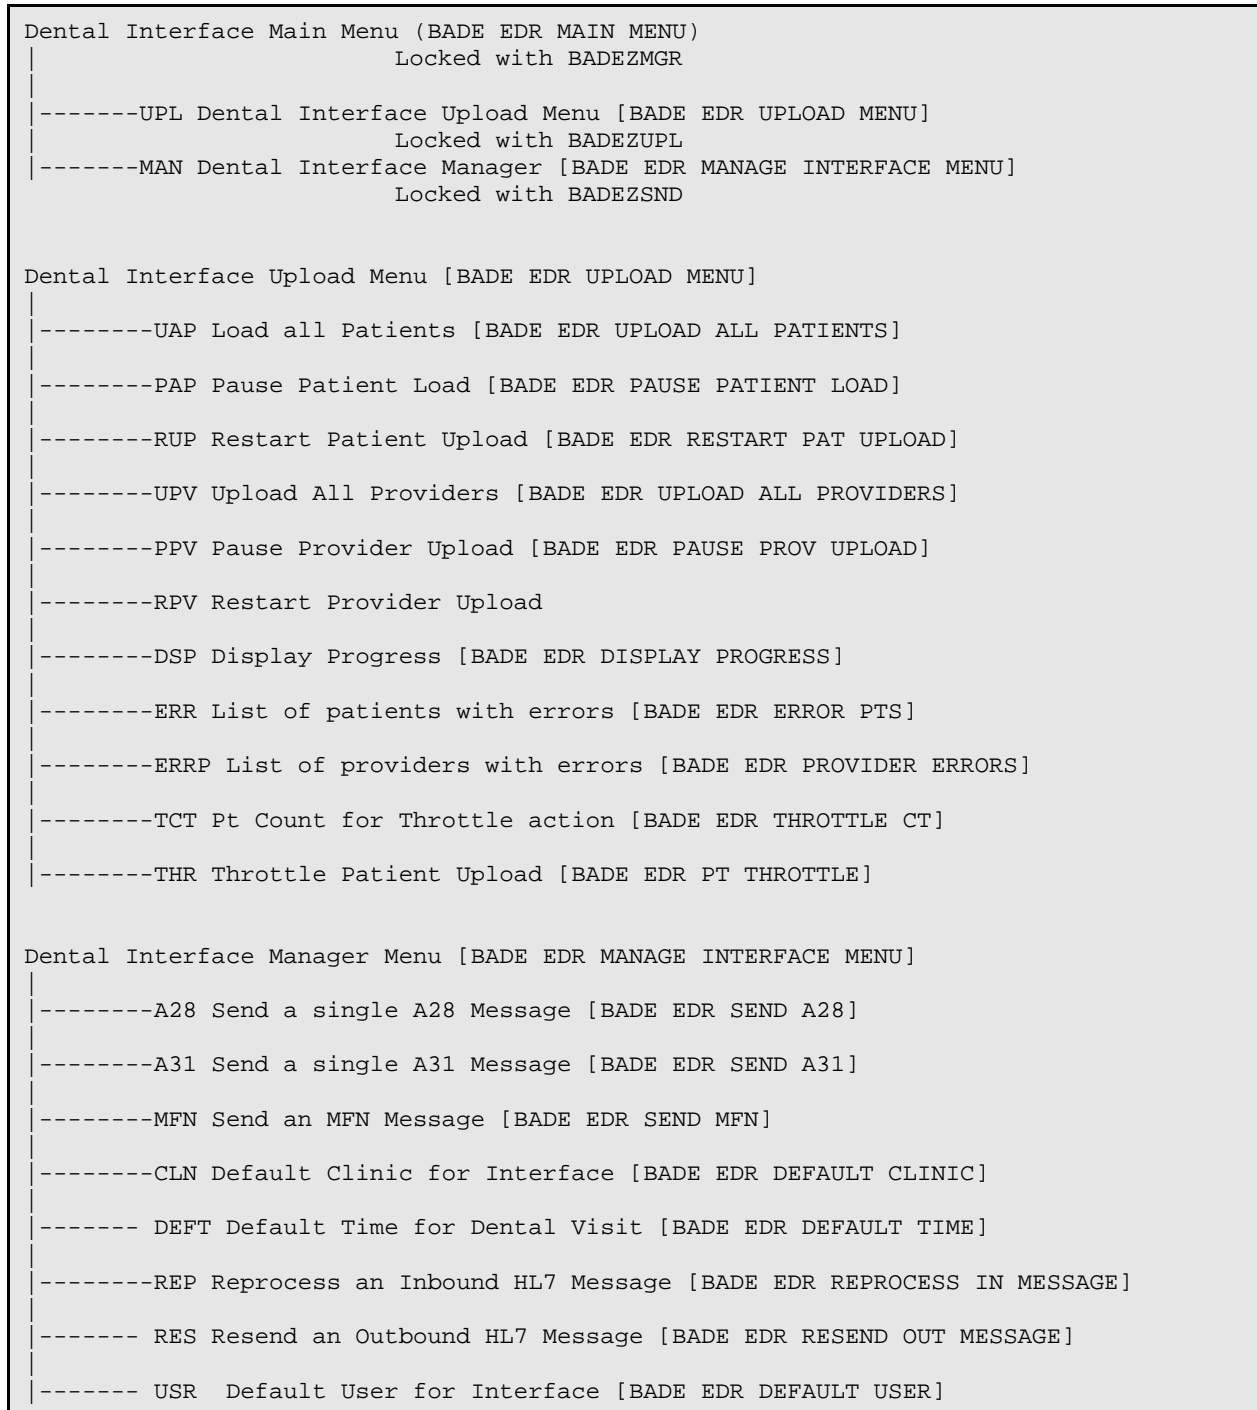 Dental Interface Main Menu (BADE EDR MAIN MENU)
|                            Locked with BADEZMGR
|
|-------UPL Dental Interface Upload Menu [BADE EDR UPLOAD MENU]
|                            Locked with BADEZUPL
|-------MAN Dental Interface Manager [BADE EDR MANAGE INTERFACE MENU]
                             Locked with BADEZSND

Dental Interface Upload Menu [BADE EDR UPLOAD MENU]
|
|--------UAP Load all Patients [BADE EDR UPLOAD ALL PATIENTS]
|
|--------PAP Pause Patient Load [BADE EDR PAUSE PATIENT LOAD]
|
|--------RUP Restart Patient Upload [BADE EDR RESTART PAT UPLOAD]
|
|--------UPV Upload All Providers [BADE EDR UPLOAD ALL PROVIDERS]
|
|--------PPV Pause Provider Upload [BADE EDR PAUSE PROV UPLOAD]
|
|--------RPV Restart Provider Upload
|
|--------DSP Display Progress [BADE EDR DISPLAY PROGRESS]
|
|--------ERR List of patients with errors [BADE EDR ERROR PTS]
|
|--------ERRP List of providers with errors [BADE EDR PROVIDER ERRORS]
|
|--------TCT Pt Count for Throttle action [BADE EDR THROTTLE CT]
|
|--------THR Throttle Patient Upload [BADE EDR PT THROTTLE]

Dental Interface Manager Menu [BADE EDR MANAGE INTERFACE MENU]
|
|--------A28 Send a single A28 Message [BADE EDR SEND A28]
|
|--------A31 Send a single A31 Message [BADE EDR SEND A31]
|
|--------MFN Send an MFN Message [BADE EDR SEND MFN]
|
|--------CLN Default Clinic for Interface [BADE EDR DEFAULT CLINIC]
|
|------- DEFT Default Time for Dental Visit [BADE EDR DEFAULT TIME]
|
|--------REP Reprocess an Inbound HL7 Message [BADE EDR REPROCESS IN MESSAGE]
|
|------- RES Resend an Outbound HL7 Message [BADE EDR RESEND OUT MESSAGE]
|
|------- USR  Default User for Interface [BADE EDR DEFAULT USER]